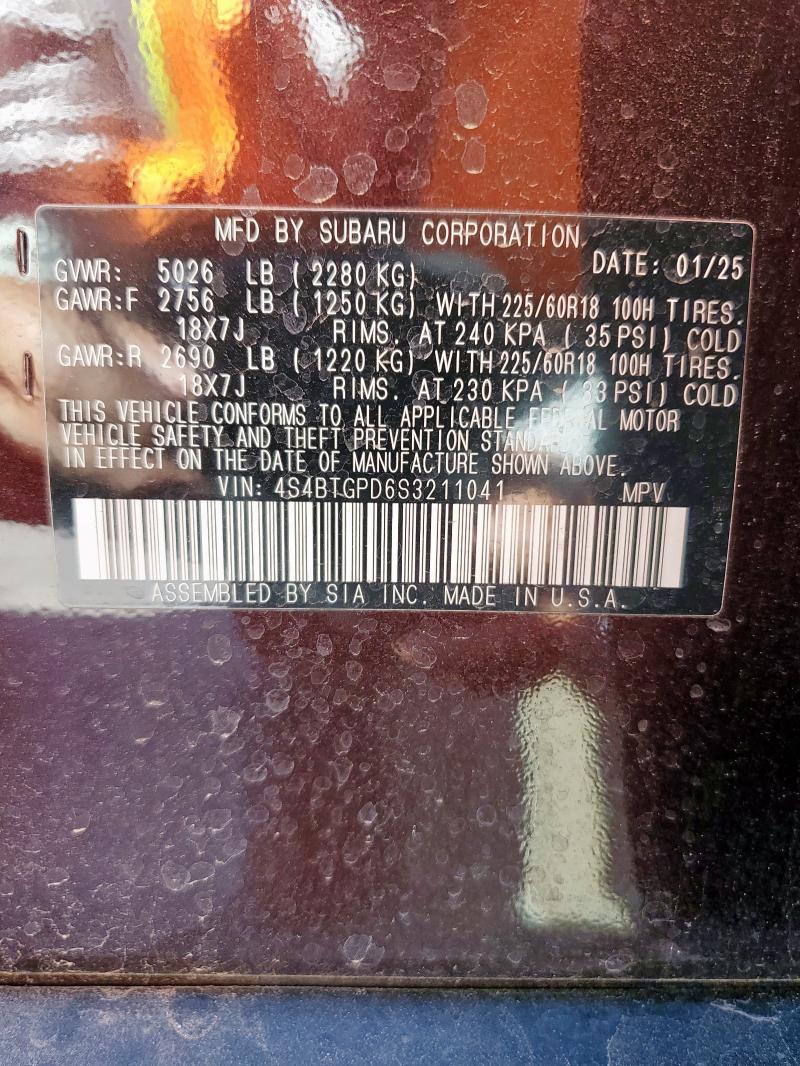 MFD BY SUBARU CORPORATION
DATE: 01/25
GVWR: 5026 LB ( 2280 KG)
GAWR:F 2756 LB ( 1250 KG) WITH 225/60R18 100H TIRES.
18X7J RIMS. AT 240 KPA ( 35 PSI) COLD
GAWR:R 2690 LB ( 1220 KG) WITH 225/60R18 100H TIRES.
18X7J RIMS. AT 230 KPA ( 33 PSI) COLD
THIS VEHICLE CONFORMS TO ALL APPLICABLE FEDERAL MOTOR
VEHICLE SAFETY AND THEFT PREVENTION
IN EFFECT ON THE DATE OF MANUFACTURE SHOWN ABOVE.
VIN: 4S4BTGPD6S3211041 MPV
ASSEMBLED BY SIA INC. MADE IN U.S.A.